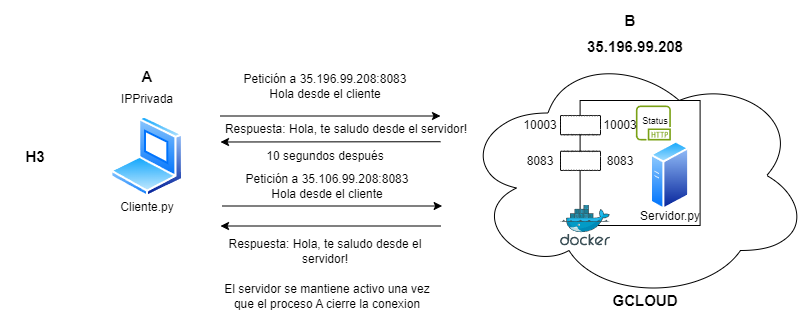 B
35.196.99.208
A
IPPrivada
Petición a 35.196.99.208:8083
Hola desde el cliente
10003
10003
Status
HTTP
Respuesta: Hola, te saludo desde el servidor!
10 segundos después
H3
8083
8083
Petición a 35.106.99.208:8083
Hola desde el cliente
Cliente.py
Servidor.py
docker
Respuesta: Hola, te saludo desde el
servidor!
El servidor se mantiene activo una vez
que el proceso A cierre la conexion
GCLOUD